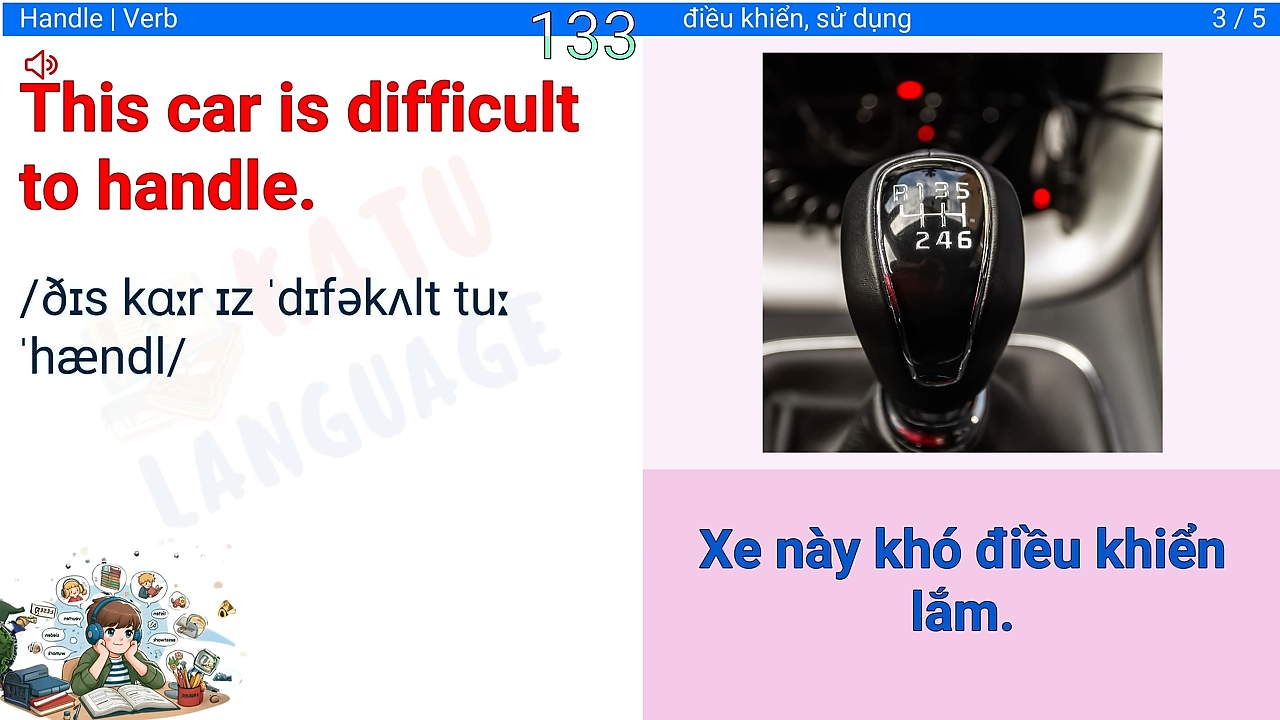 Handle | Verb
133
điều khiển, sử dụng
3 / 5
This car is difficult
to handle.
/ðɪs kɑːr ɪz ˈdɪfəkʌlt tuː
ˈhændl/
KATU
LANGUAGE
R 1 3 5
2 4 6
Xe này khó điều khiển
lắm.